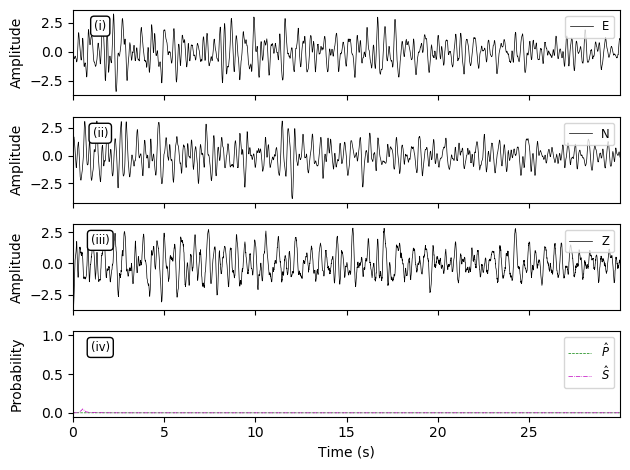 Amplitude
2.5
0.0
−2.5
(i)
E
Amplitude
2.5
0.0
−2.5
(ii)
N
Amplitude
2.5
0.0
−2.5
(iii)
Z
Probability
1.0
0.5
0.0
(iv)
P̂
Ŝ
0 5 10 15 20 25
Time (s)